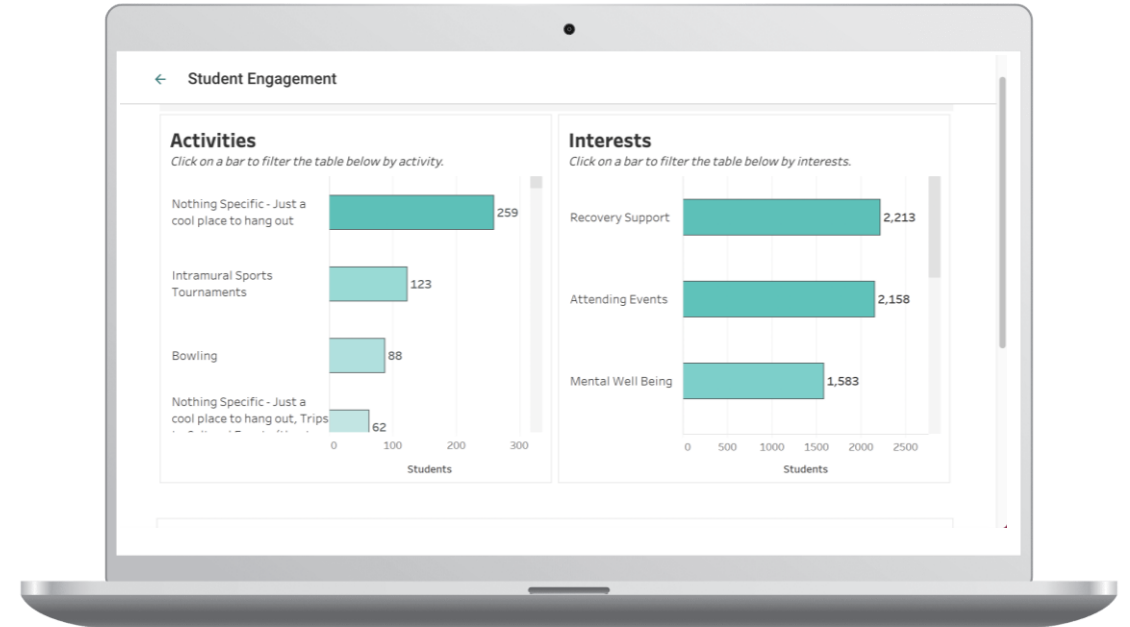 Student Engagement
Activities
Click on a bar to filter the table below by activity.
Nothing Specific - Just a
cool place to hang out
259
Intramural Sports
Tournaments
123
Bowling
88
Nothing Specific - Just a
cool place to hang out, Trips
62
0 100 200 300
Students
Interests
Click on a bar to filter the table below by interests.
Recovery Support
2,213
Attending Events
2,158
Mental Well Being
1,583
0 500 1000 1500 2000 2500
Students